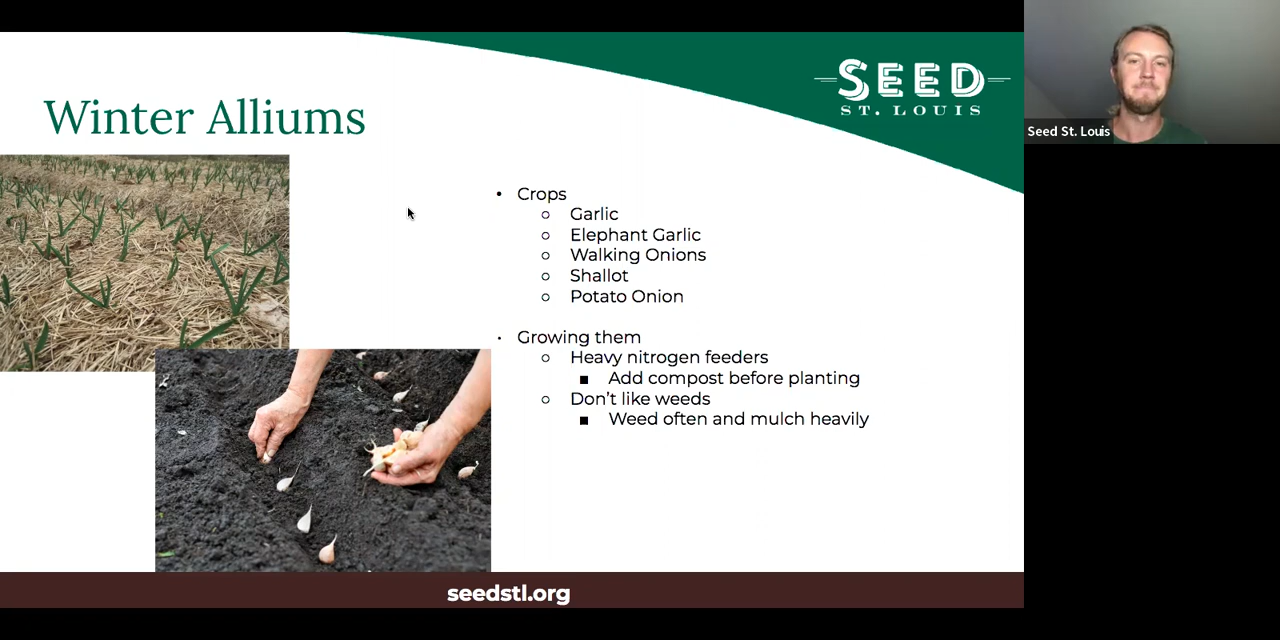 Winter Alliums
SEED
ST. LOUIS
Seed St. Louis
• Crops
○ Garlic
○ Elephant Garlic
○ Walking Onions
○ Shallot
○ Potato Onion
• Growing them
○ Heavy nitrogen feeders
■ Add compost before planting
○ Don’t like weeds
■ Weed often and mulch heavily
seedstl.org